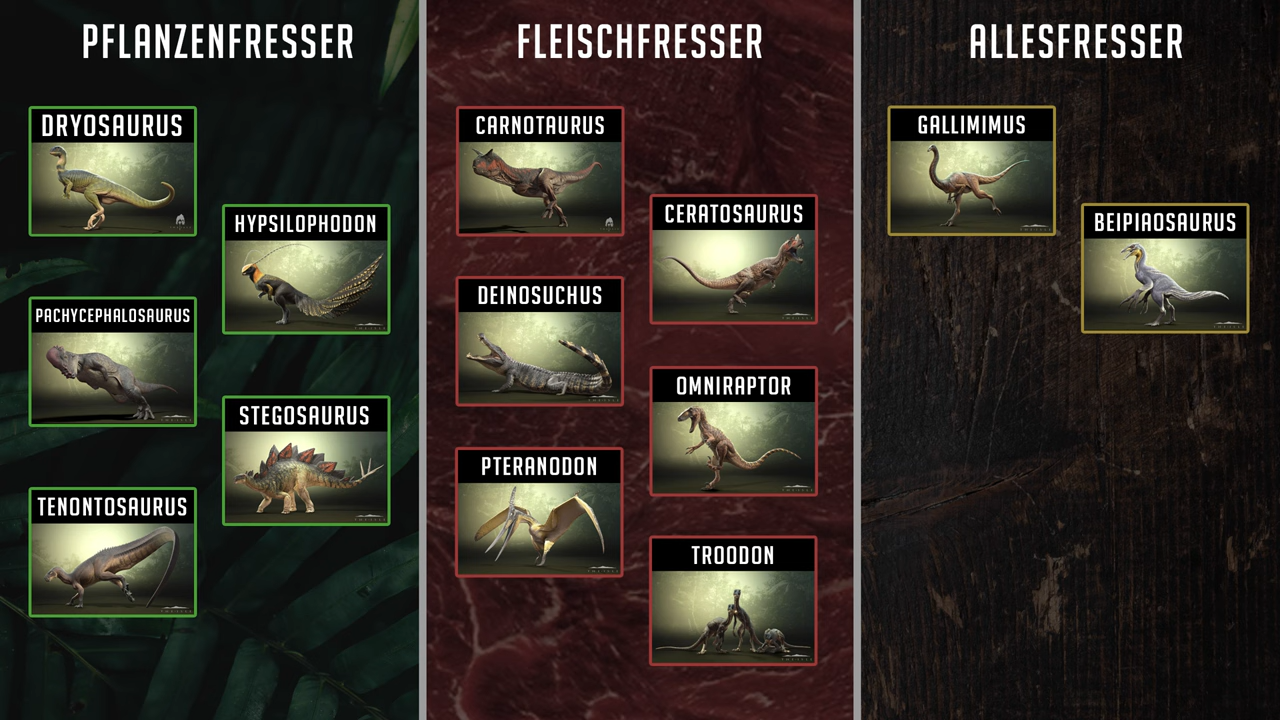 PFLANZENFRESSER
DRYOSAURUS
HYPSILOPHODON
PACHYCEPHALOSAURUS
STEGOSAURUS
TENONTOSAURUS
FLEISCHFRESSER
CARNOTAURUS
CERATOSAURUS
DEINOSUCHUS
OMNIRAPTOR
PTERANODON
TROODON
ALLESFRESSER
GALLIMIMUS
BEIPIAOSAURUS